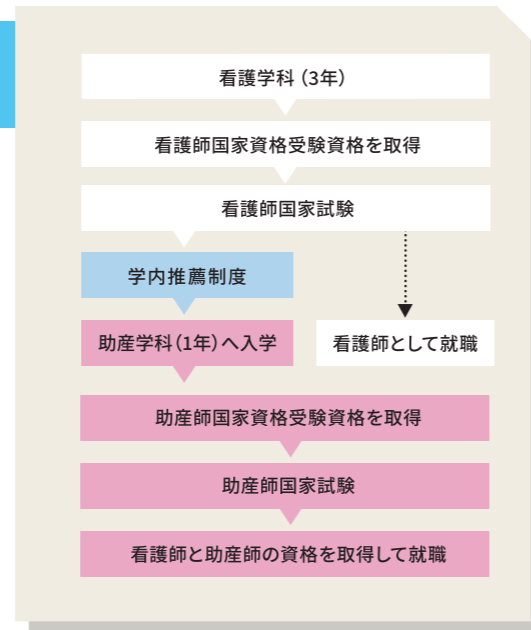 看護学科（3年）
看護師国家資格受験資格を取得
看護師国家試験
学内推薦制度
助産学科（1年）へ入学
看護師として就職
助産師国家資格受験資格を取得
助産師国家試験
看護師と助産師の資格を取得して就職